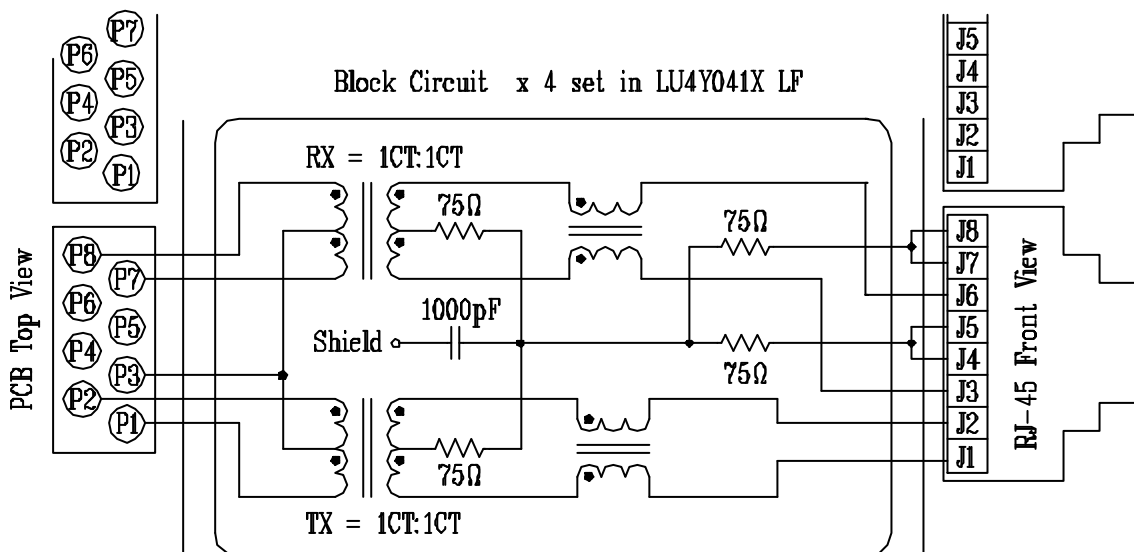 P7
P6
P5
P4
P3
P2
P1
Block Circuit x 4 set in LU4Y041X LF
J5
J4
J3
J2
J1
RX = 1CT:1CT
75Ω
75Ω
PCB Top View
P8
P7
P6
P5
P4
P3
P2
P1
1000pF
Shield
75Ω
75Ω
TX = 1CT:1CT
J8
J7
J6
J5
J4
J3
J2
J1
RJ-45 Front View